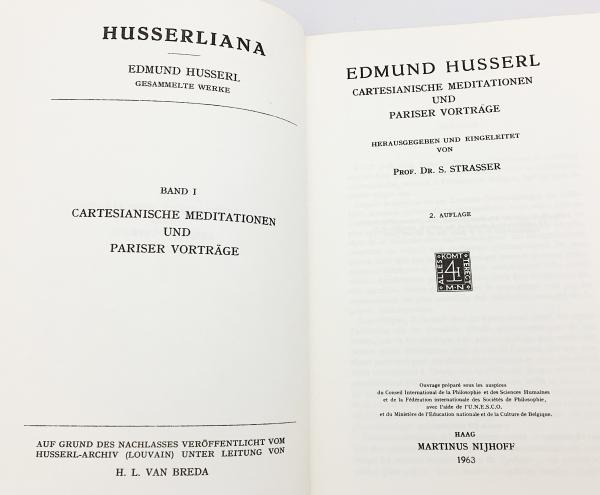 HUSSERLIANA
EDMUND HUSSERL
GESAMMELTE WERKE
BAND I
CARTESIANISCHE MEDITATIONEN
UND
PARISER VORTRÄGE
AUF GRUND DES NACHLASSES VERÖFFENTLICHT VOM
HUSSERL-ARCHIV (LOUVAIN) UNTER LEITUNG VON
H. L. VAN BREDA
EDMUND HUSSERL
CARTESIANISCHE MEDITATIONEN
UND
PARISER VORTRÄGE
HERAUSGEGEBEN UND EINGELEITET
VON
PROF. DR. S. STRASSER
2. AUFLAGE
ALLES
KOMT
TERECHT
M·N
Ouvrage préparé sous les auspices
du Conseil International de la Philosophie et des Sciences Humaines
et de la Fédération internationale des Sociétés de Philosophie,
avec l'aide de l'U.N.E.S.C.O.
et du Ministère de l'Education nationale et de la Culture de Belgique.
HAAG
MARTINUS NIJHOFF
1963